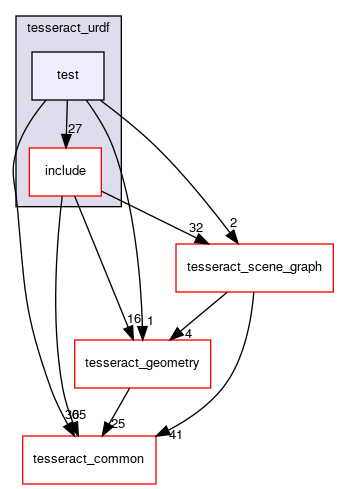 tesseract_urdf
test
27
include
32
2
tesseract_scene_graph
16
1
4
tesseract_geometry
25
41
tesseract_common